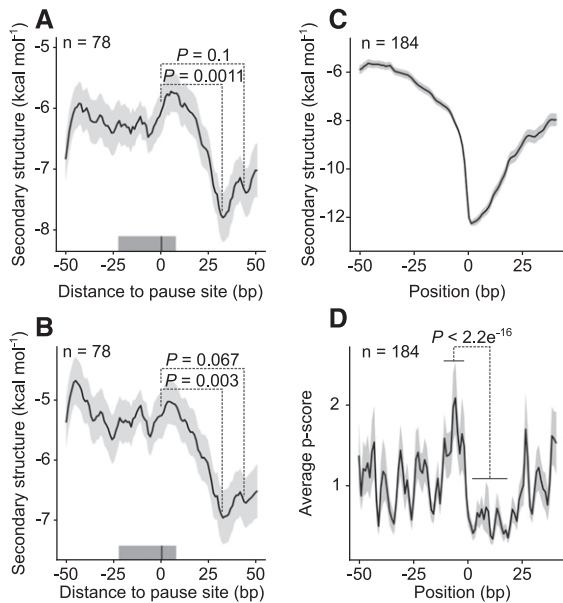 A
n = 78
P = 0.1
P = 0.0011
Secondary structure (kcal mol-1)
-5
-6
-7
-8
-50
-25
0
25
50
Distance to pause site (bp)
C
n = 184
Secondary structure (kcal mol-1)
-6
-8
-10
-12
-50
-25
0
25
Position (bp)
B
n = 78
P = 0.067
P = 0.003
Secondary structure (kcal mol-1)
-5
-6
-7
-50
-25
0
25
50
Distance to pause site (bp)
D
n = 184
P < 2.2e-16
Average p-score
2
1
-50
-25
0
25
Position (bp)